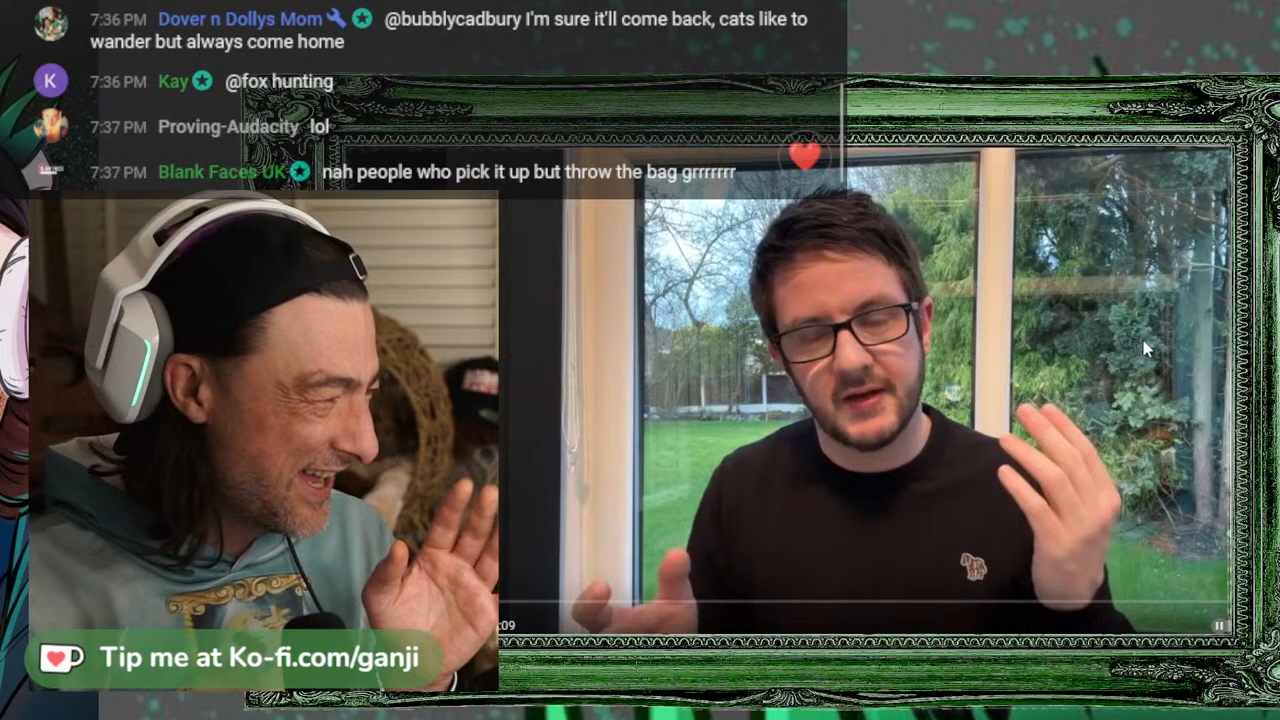 7:36 PM Dover n Dollys Mom @bubblycadbury I'm sure it'll come back, cats like to
wander but always come home
K 7:36 PM Kay @fox hunting
7:37 PM Proving-Audacity lol
7:37 PM Blank Faces UK nah people who pick it up but throw the bag grrrrrrr
:09
Tip me at Ko-fi.com/ganji